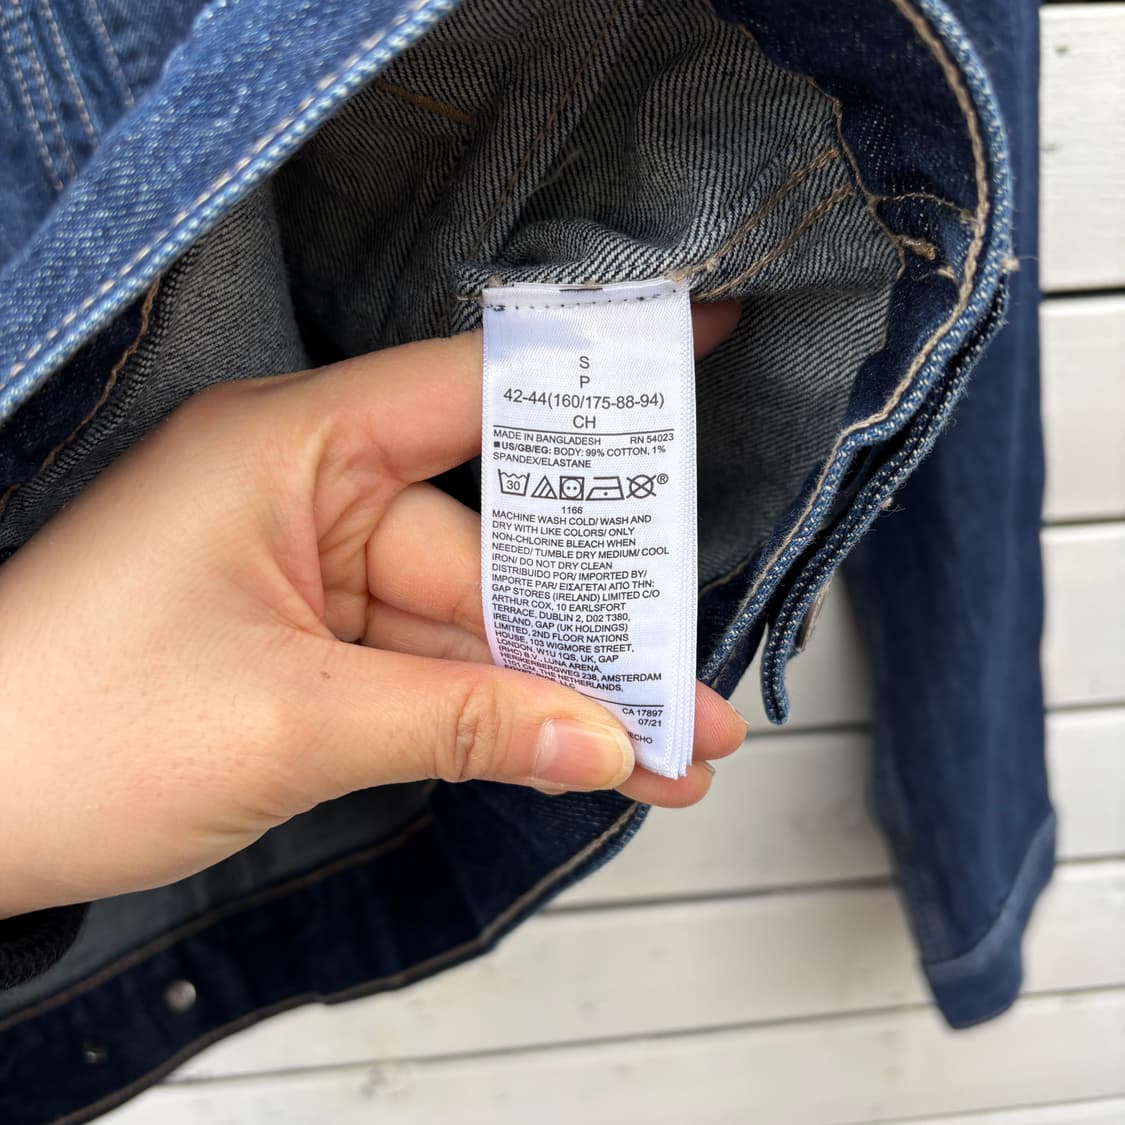 S
P
42-44(160/175-88-94)
CH
MADE IN BANGLADESH RN 54023
■US/GB/EG: BODY: 99% COTTON, 1%
SPANDEX/ELASTANE
30
®
1166
MACHINE WASH COLD/ WASH AND
DRY WITH LIKE COLORS/ ONLY
NON-CHLORINE BLEACH WHEN
NEEDED/ TUMBLE DRY MEDIUM/ COOL
IRON/ DO NOT DRY CLEAN
DISTRIBUIDO POR/ IMPORTED BY/
IMPORTE PAR/ ΕΙΣΑΓΕΤΑΙ ΑΠΟ ΤΗΝ:
GAP STORES (IRELAND) LIMITED C/O
ARTHUR COX, 10 EARLSFORT
TERRACE, DUBLIN 2, D02 T380,
IRELAND, GAP (UK HOLDINGS)
LIMITED, 2ND FLOOR NATIONS
HOUSE, 103 WIGMORE STREET,
LONDON, W1U 1QS, UK, GAP
(RHC) B.V., LUNA ARENA,
HERIKERBERGWEG 238, AMSTERDAM
1101 CM, THE NETHERLANDS,
CA 17897
07/21